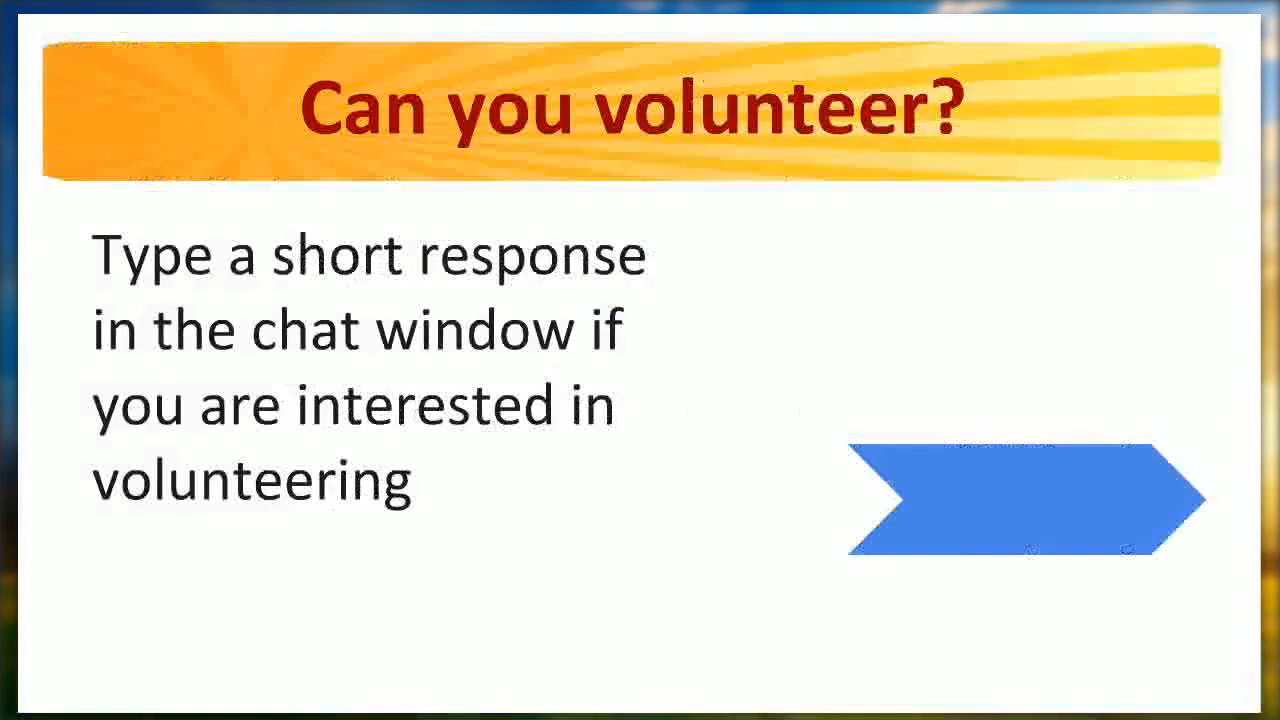 Can you volunteer?
Type a short response
in the chat window if
you are interested in
volunteering